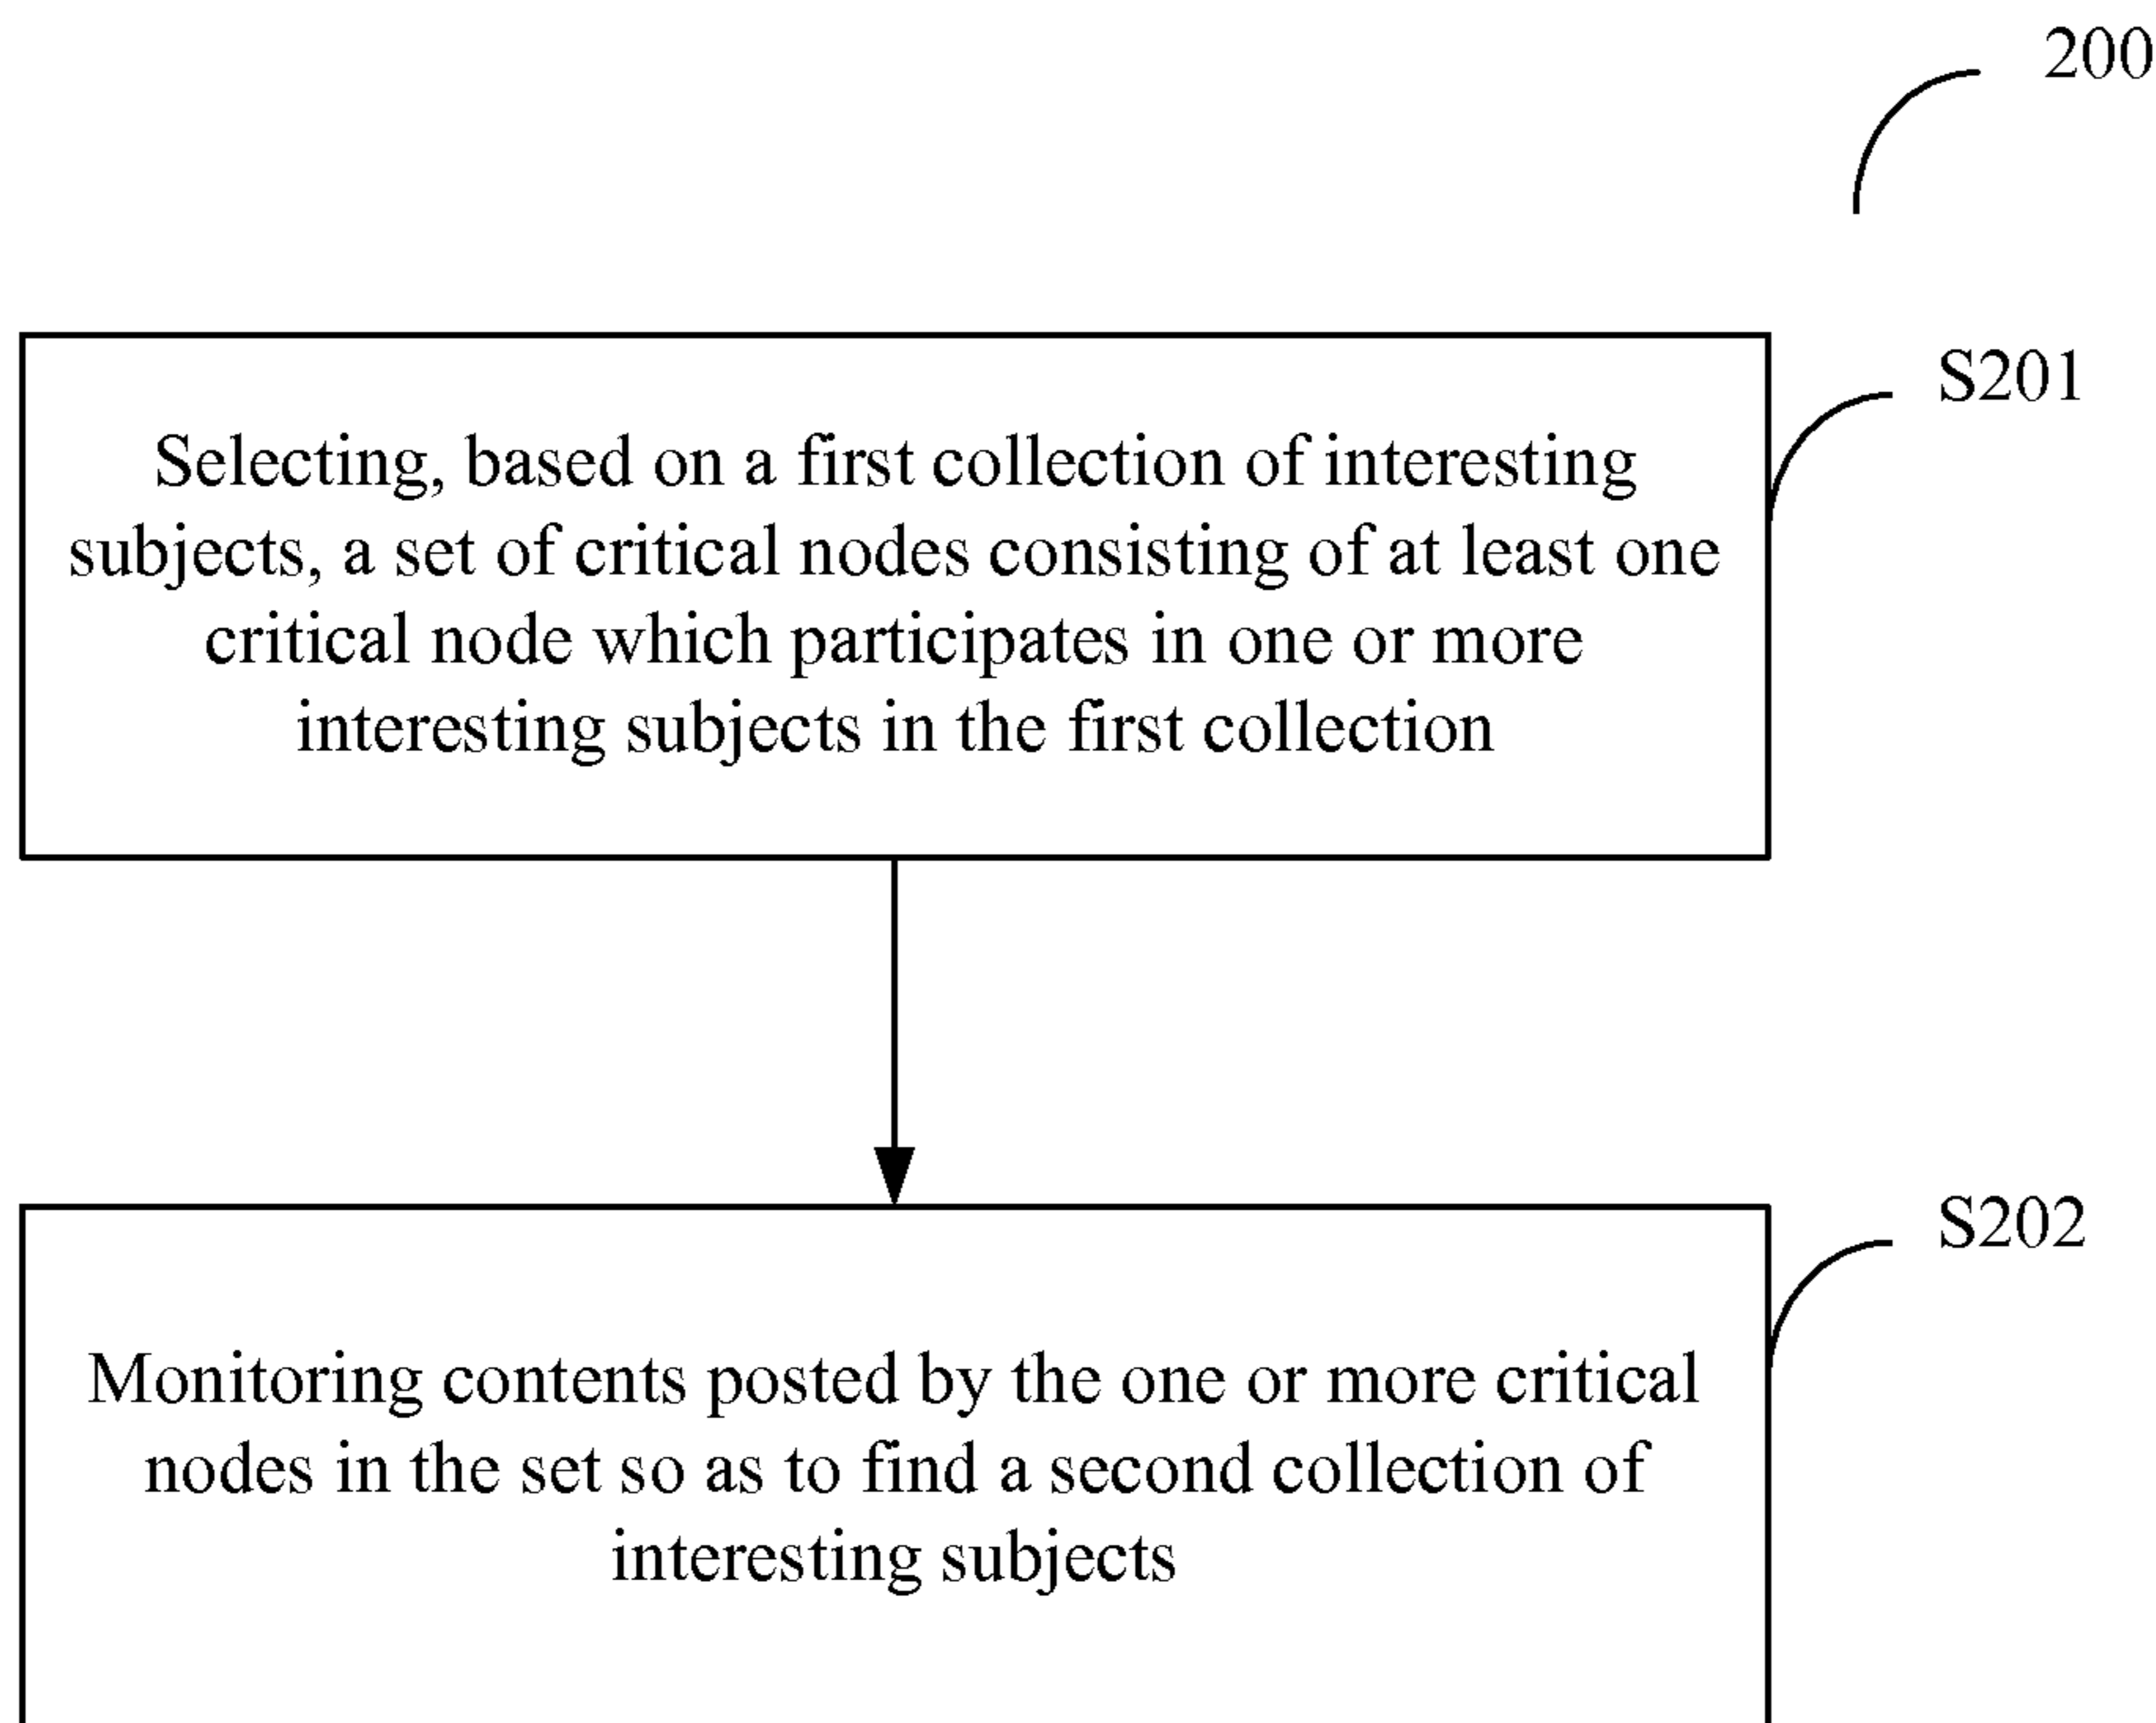 200
S201
Selecting, based on a first collection of interesting
subjects, a set of critical nodes consisting of at least one
critical node which participates in one or more
interesting subjects in the first collection
S202
Monitoring contents posted by the one or more critical
nodes in the set so as to find a second collection of
interesting subjects